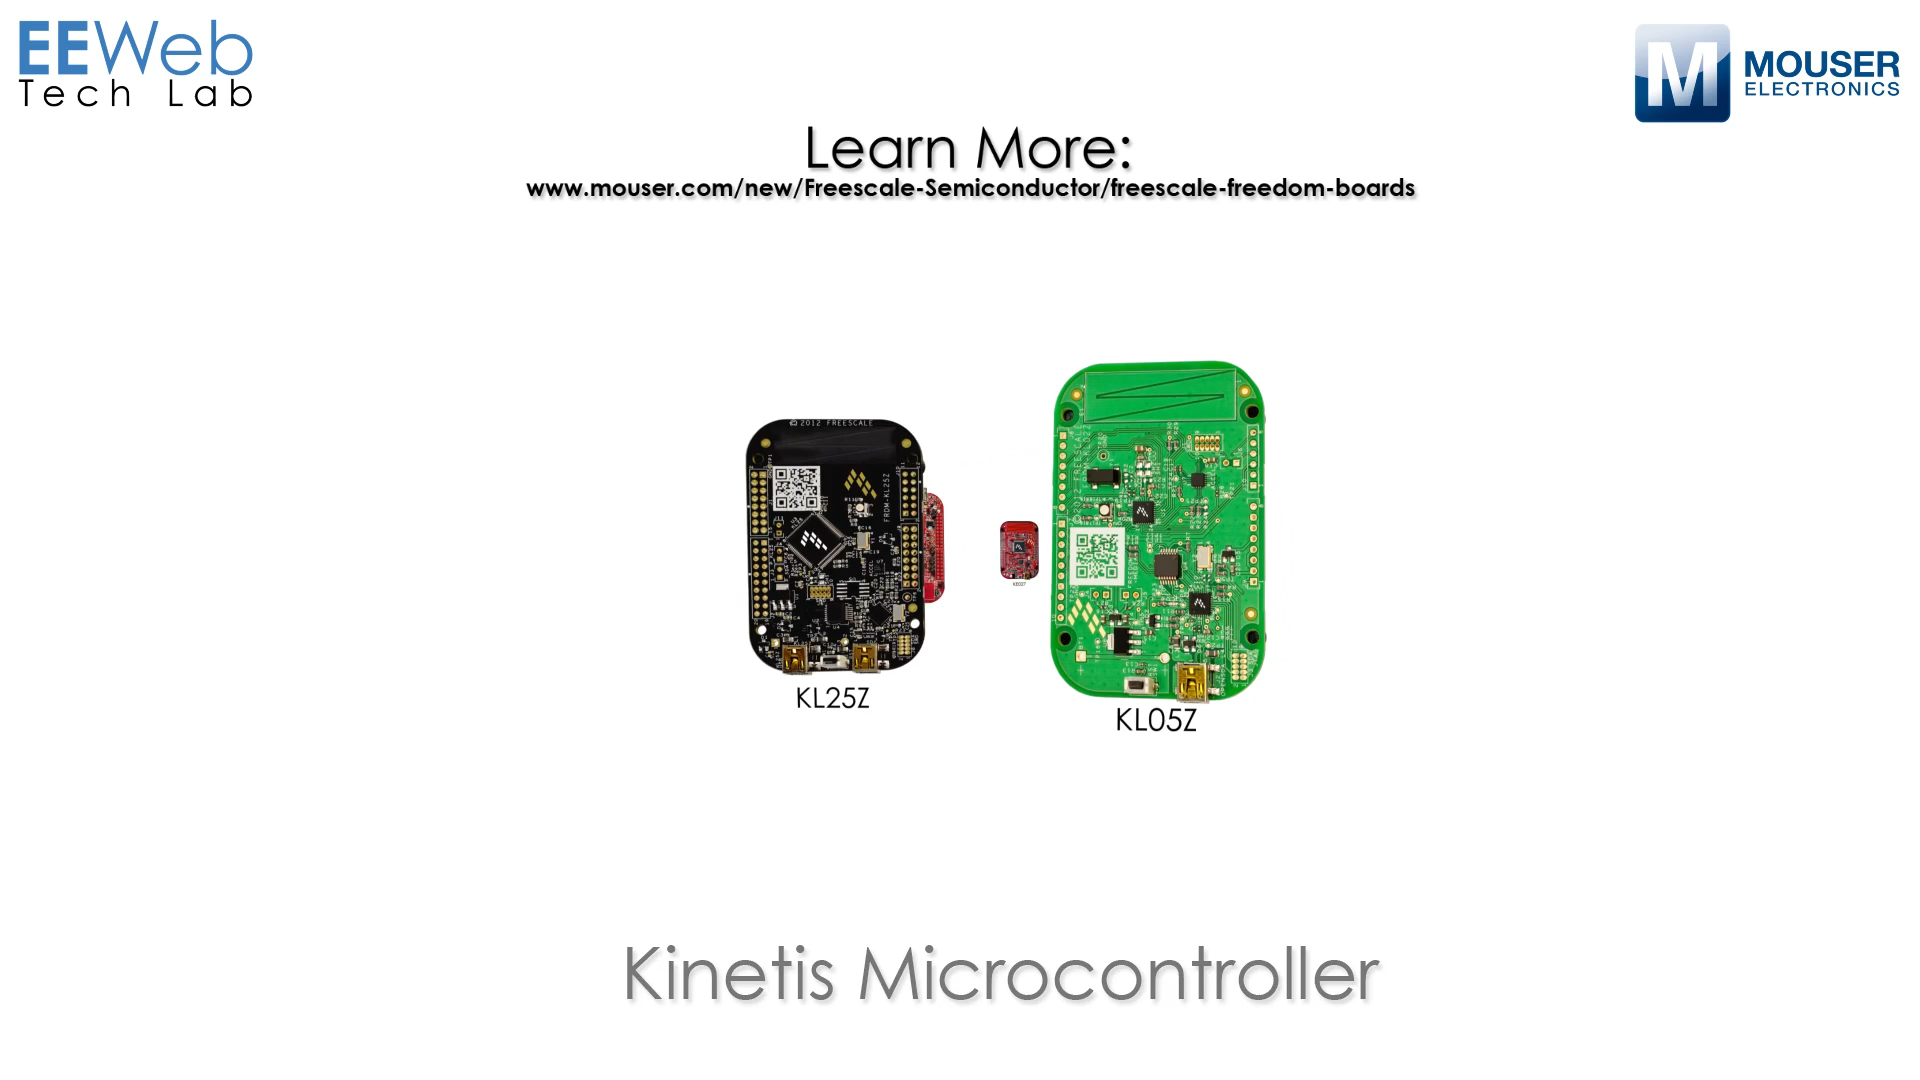 EEWeb
Tech Lab
M MOUSER
ELECTRONICS
Learn More:
www.mouser.com/new/Freescale-Semiconductor/freescale-freedom-boards
© 2012 FREESCALE
FRDM-KL25Z
KL25Z
KL05Z
Kinetis Microcontroller